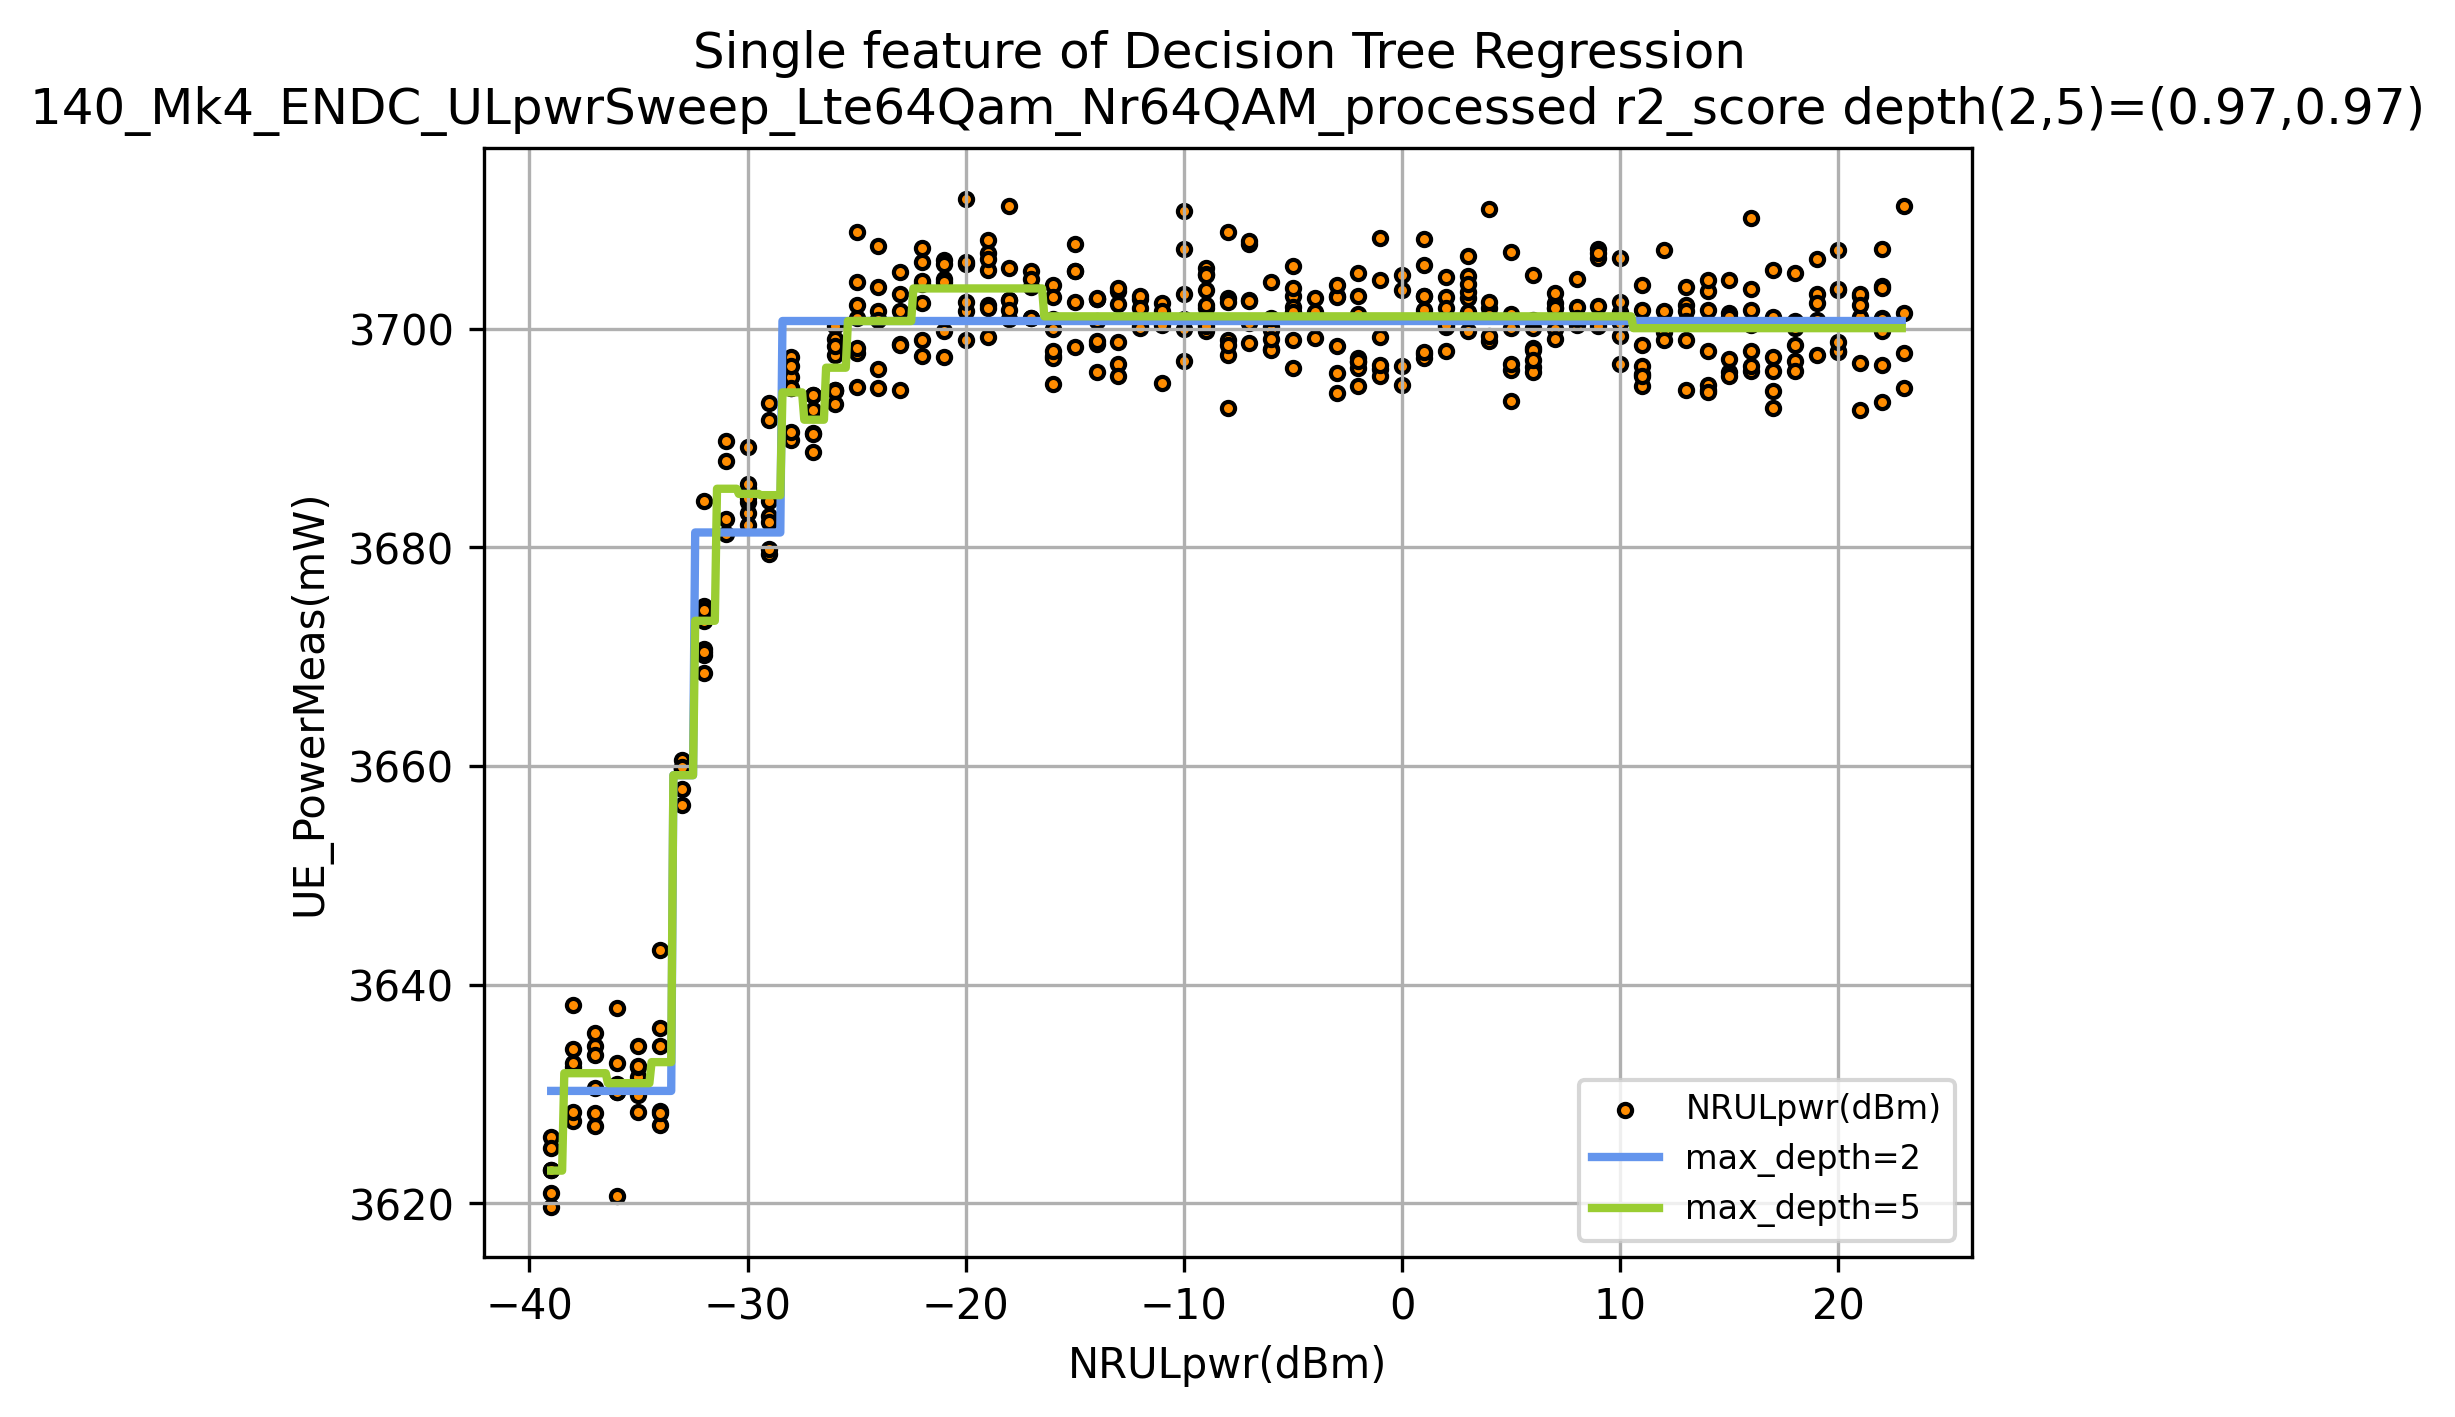 Single feature of Decision Tree Regression
140_Mk4_ENDC_ULpwrSweep_Lte64Qam_Nr64QAM_processed r2_score depth(2,5)=(0.97,0.97)
UE_PowerMeas(mW)
3700
3680
3660
3640
3620
NRULpwr(dBm)
max_depth=2
max_depth=5
−40 −30 −20 −10 0 10 20
NRULpwr(dBm)